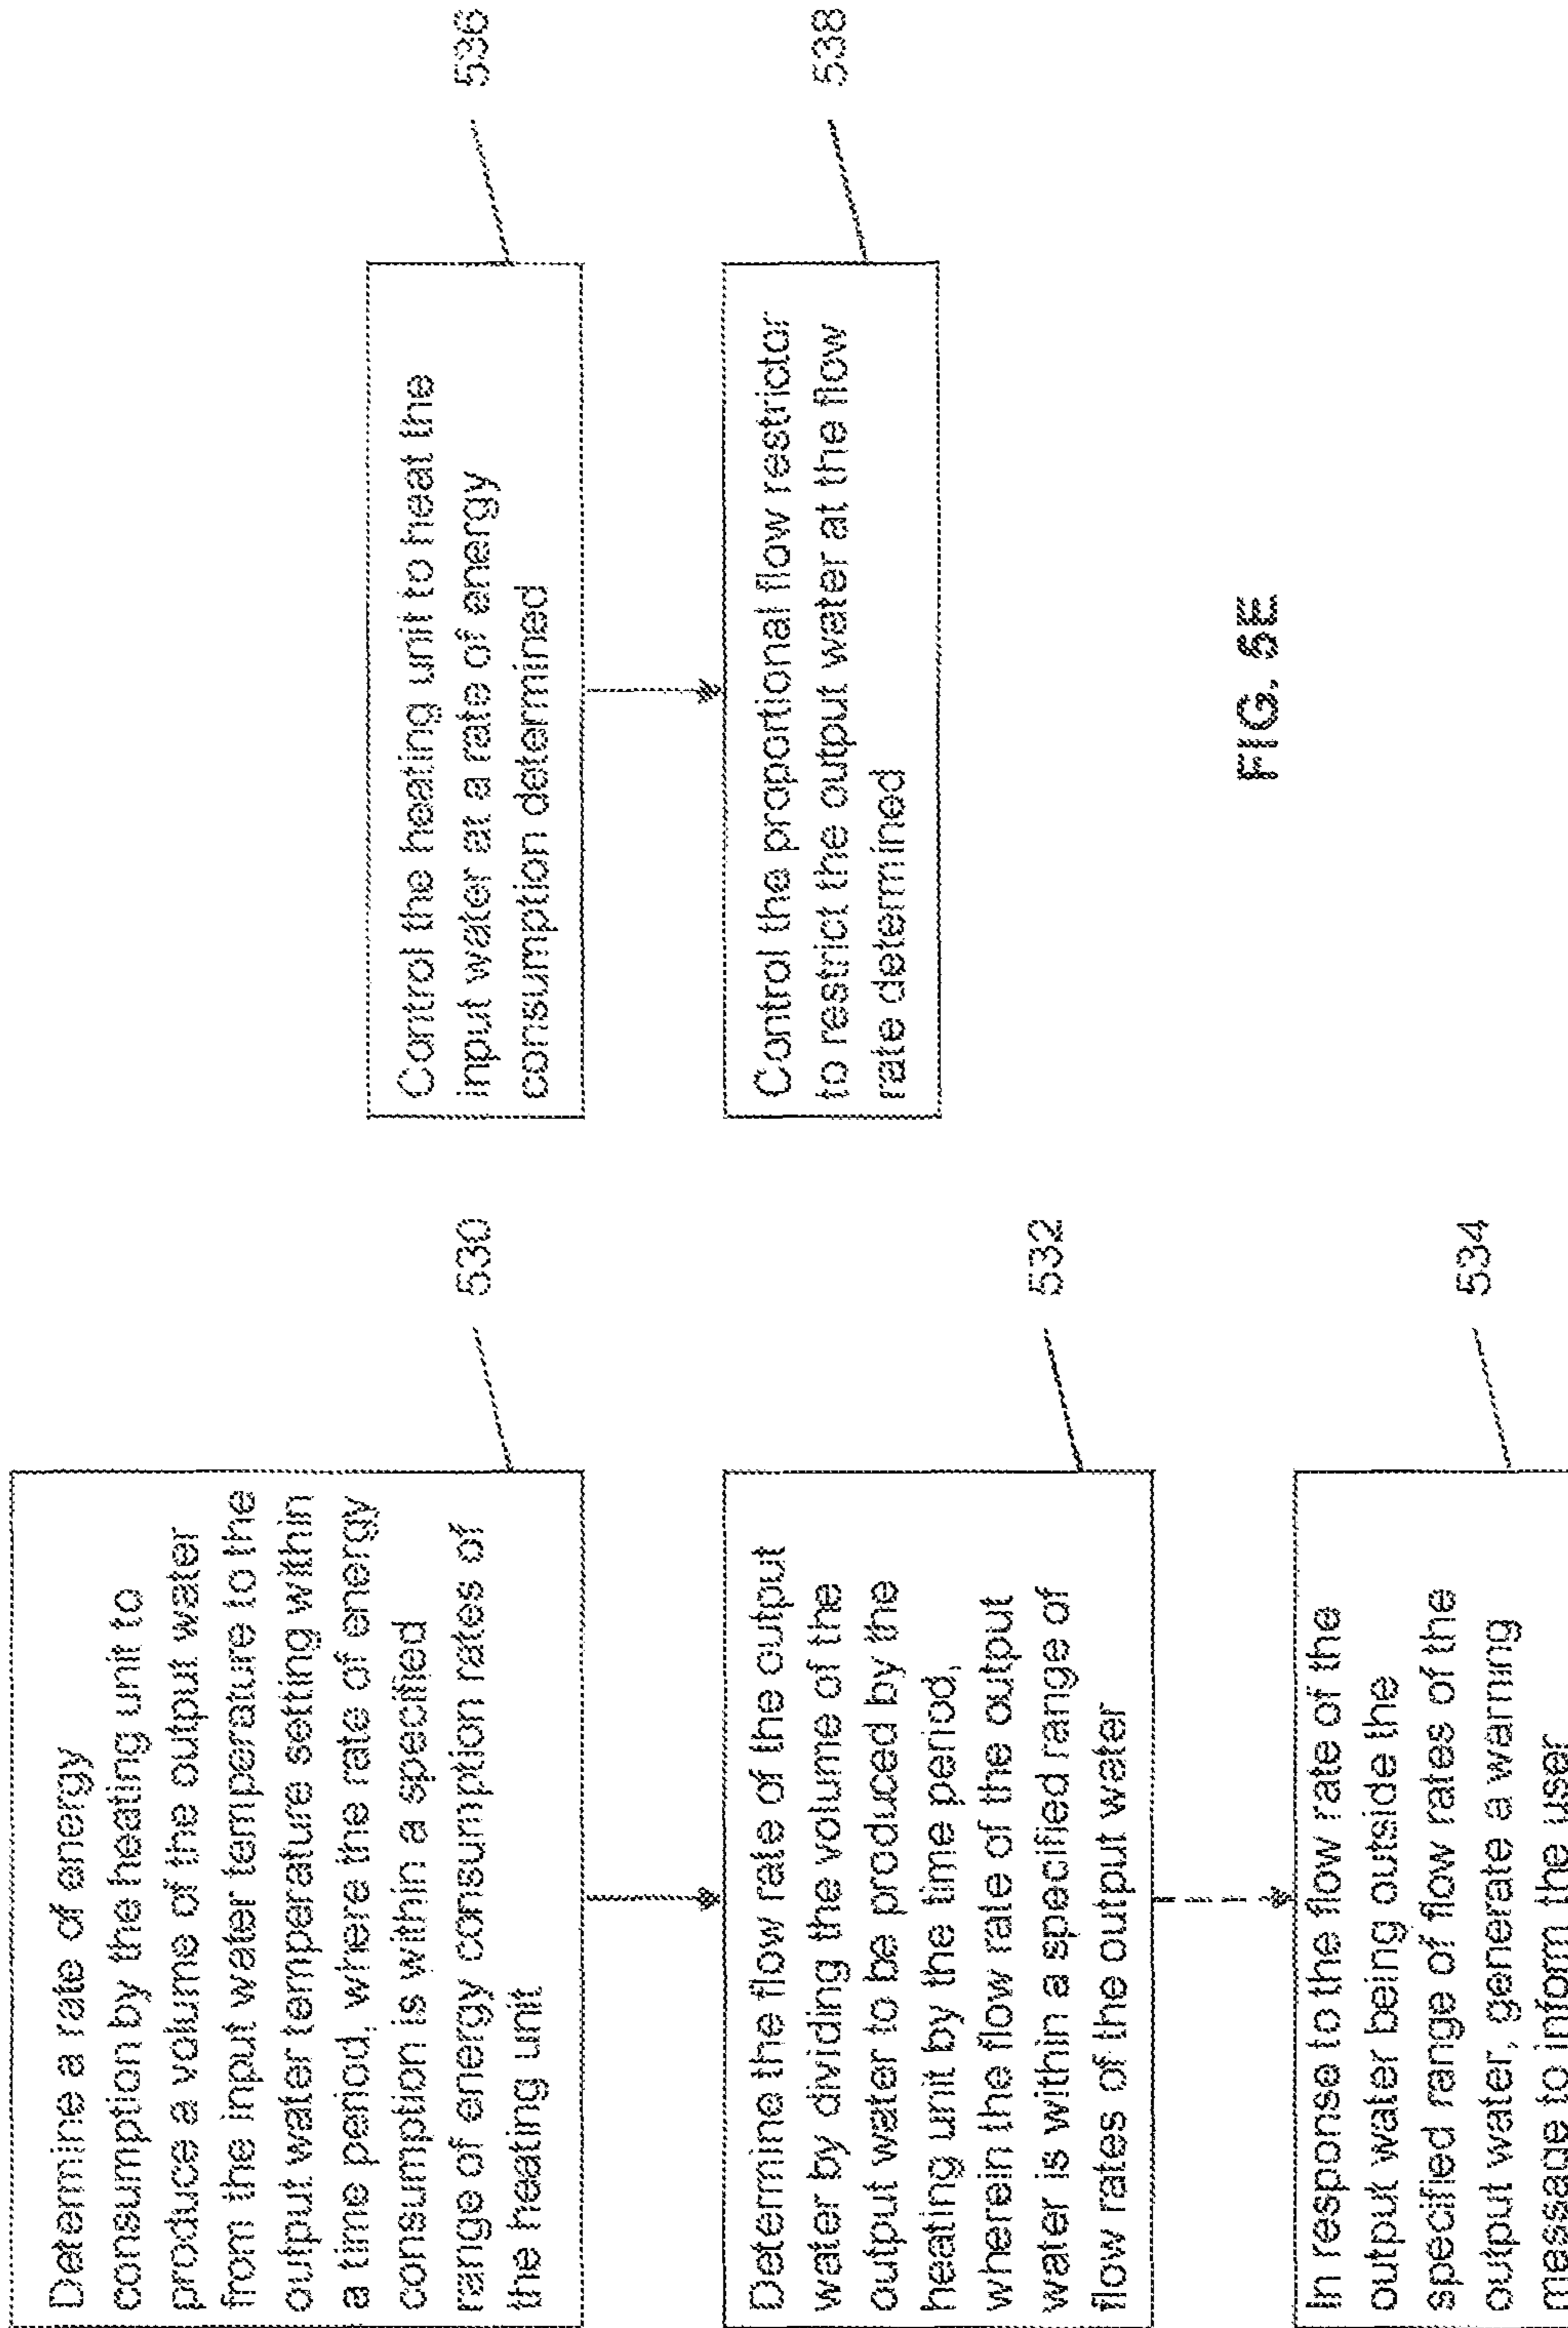 Determine a rate of energy
consumption by the heating unit to
produce a volume of the output water
from the input water temperature to the
output water temperature setting within
a time period, where the rate of energy
consumption is within a specified
range of energy consumption rates of
the heating unit
530
Determine the flow rate of the output
water by dividing the volume of the
output water to be produced by the
heating unit by the time period,
wherein the flow rate of the output
water is within a specified range of
flow rates of the output water
532
In response to the flow rate of the
output water being outside the
specified range of flow rates of the
output water, generate a warning
message to inform the user
534
Control the heating unit to heat the
input water at a rate of energy
consumption determined
536
Control the proportional flow restrictor
to restrict the output water at the flow
rate determined
538
FIG. 5E